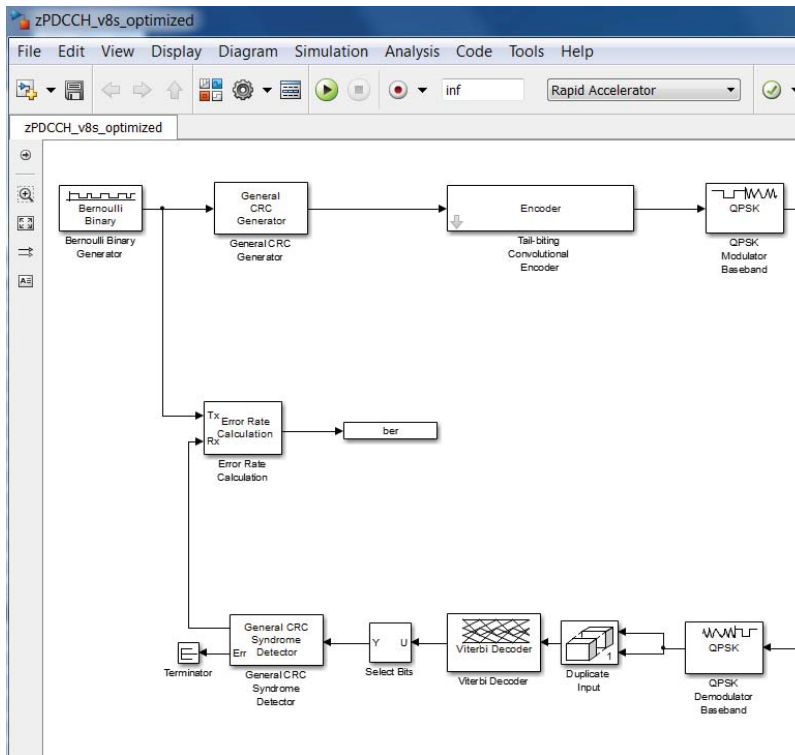 zPDCCH_v8s_optimized
File Edit View Display Diagram Simulation Analysis Code Tools Help
inf Rapid Accelerator
zPDCCH_v8s_optimized
Bernoulli
Binary
Bernoulli Binary
Generator
General
CRC
Generator
General CRC
Generator
Encoder
Tail-biting
Convolutional
Encoder
QPSK
QPSK
Modulator
Baseband
Tx
Rx
Error Rate
Calculation
Error Rate
Calculation
ber
Terminator
General CRC
Syndrome
Detector
Err
General CRC
Syndrome
Detector
Y U
Select Bits
Viterbi Decoder
Viterbi Decoder
1
Duplicate
Input
QPSK
QPSK
Demodulator
Baseband